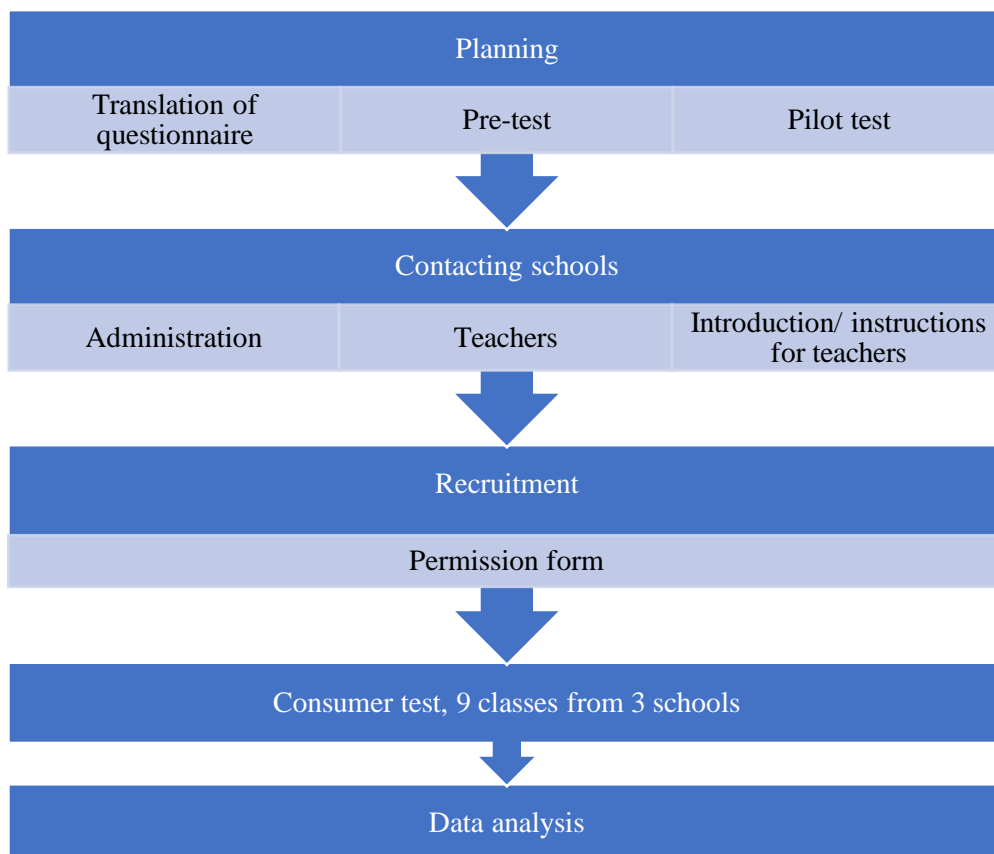 Planning
Translation of
questionnaire
Pre-test
Pilot test
Contacting schools
Administration
Teachers
Introduction/ instructions
for teachers
Recruitment
Permission form
Consumer test, 9 classes from 3 schools
Data analysis